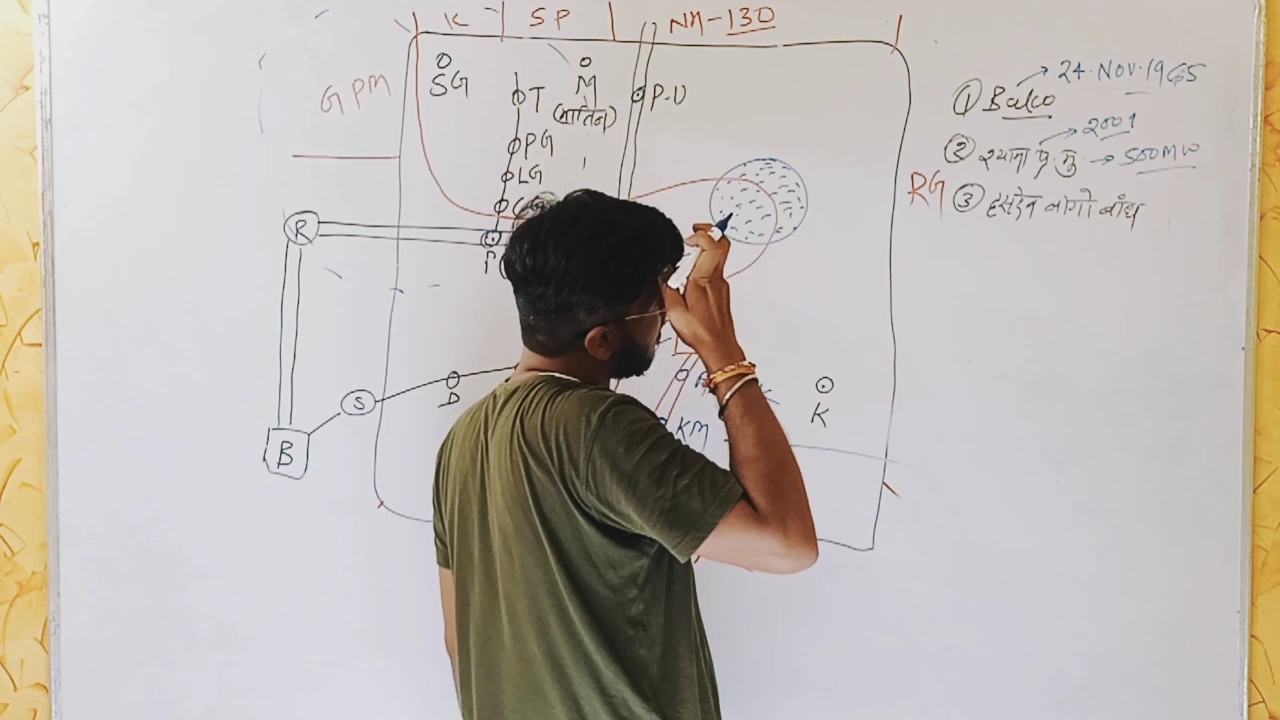 K
SP
NH-130
GPM
SG
T
M
(मातिन)
P-U
PG
LG
R
P
S
D
B
KM
K
RG
24.NOV.1965
① Balco
2001
② श्यामा प्र. मु. → 500MW
③ हसदेव बांगो बाँध